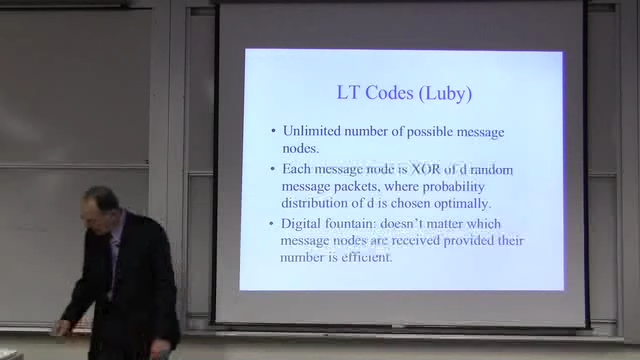 LT Codes (Luby)
• Unlimited number of possible message
nodes.
• Each message node is XOR of d random
message packets, where probability
distribution of d is chosen optimally.
• Digital fountain: doesn't matter which
message nodes are received provided their
number is efficient.